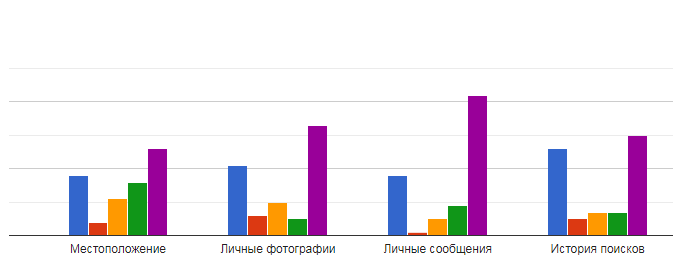 Местоположение
Личные фотографии
Личные сообщения
История поисков